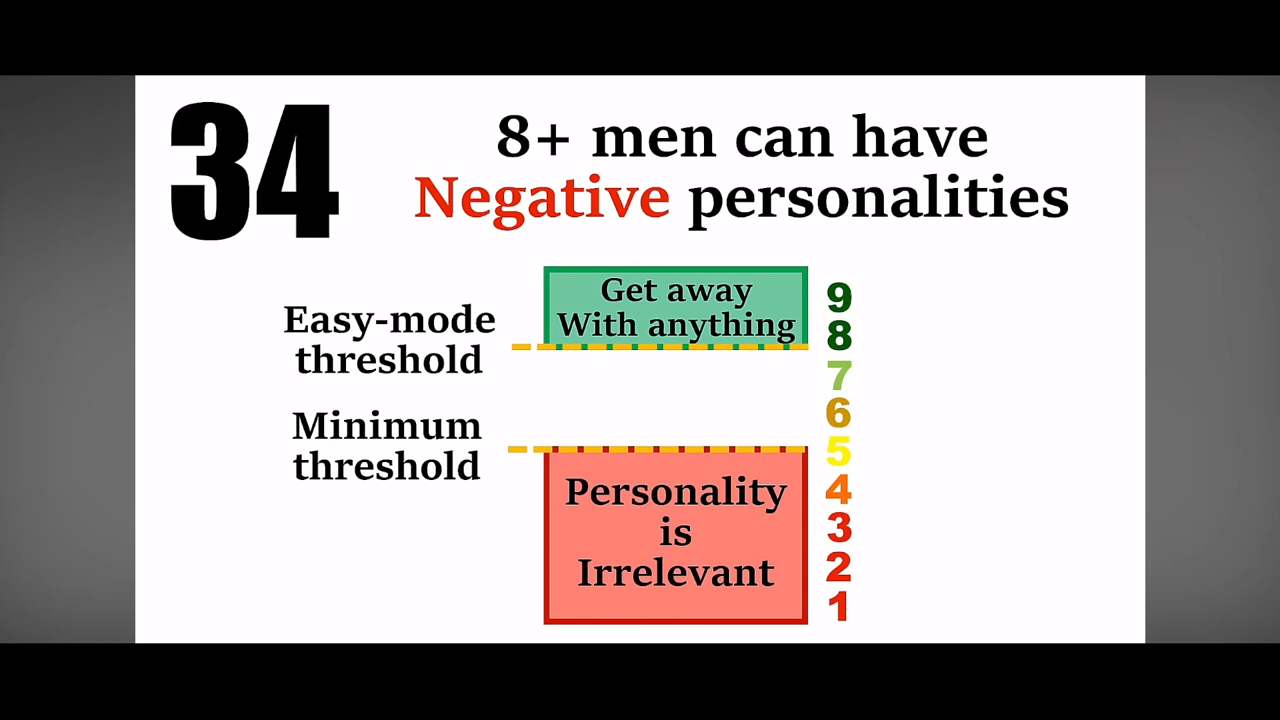 34
8+ men can have
Negative personalities
Easy-mode
threshold
Get away
With anything
Minimum
threshold
Personality
is
Irrelevant
9
8
7
6
5
4
3
2
1